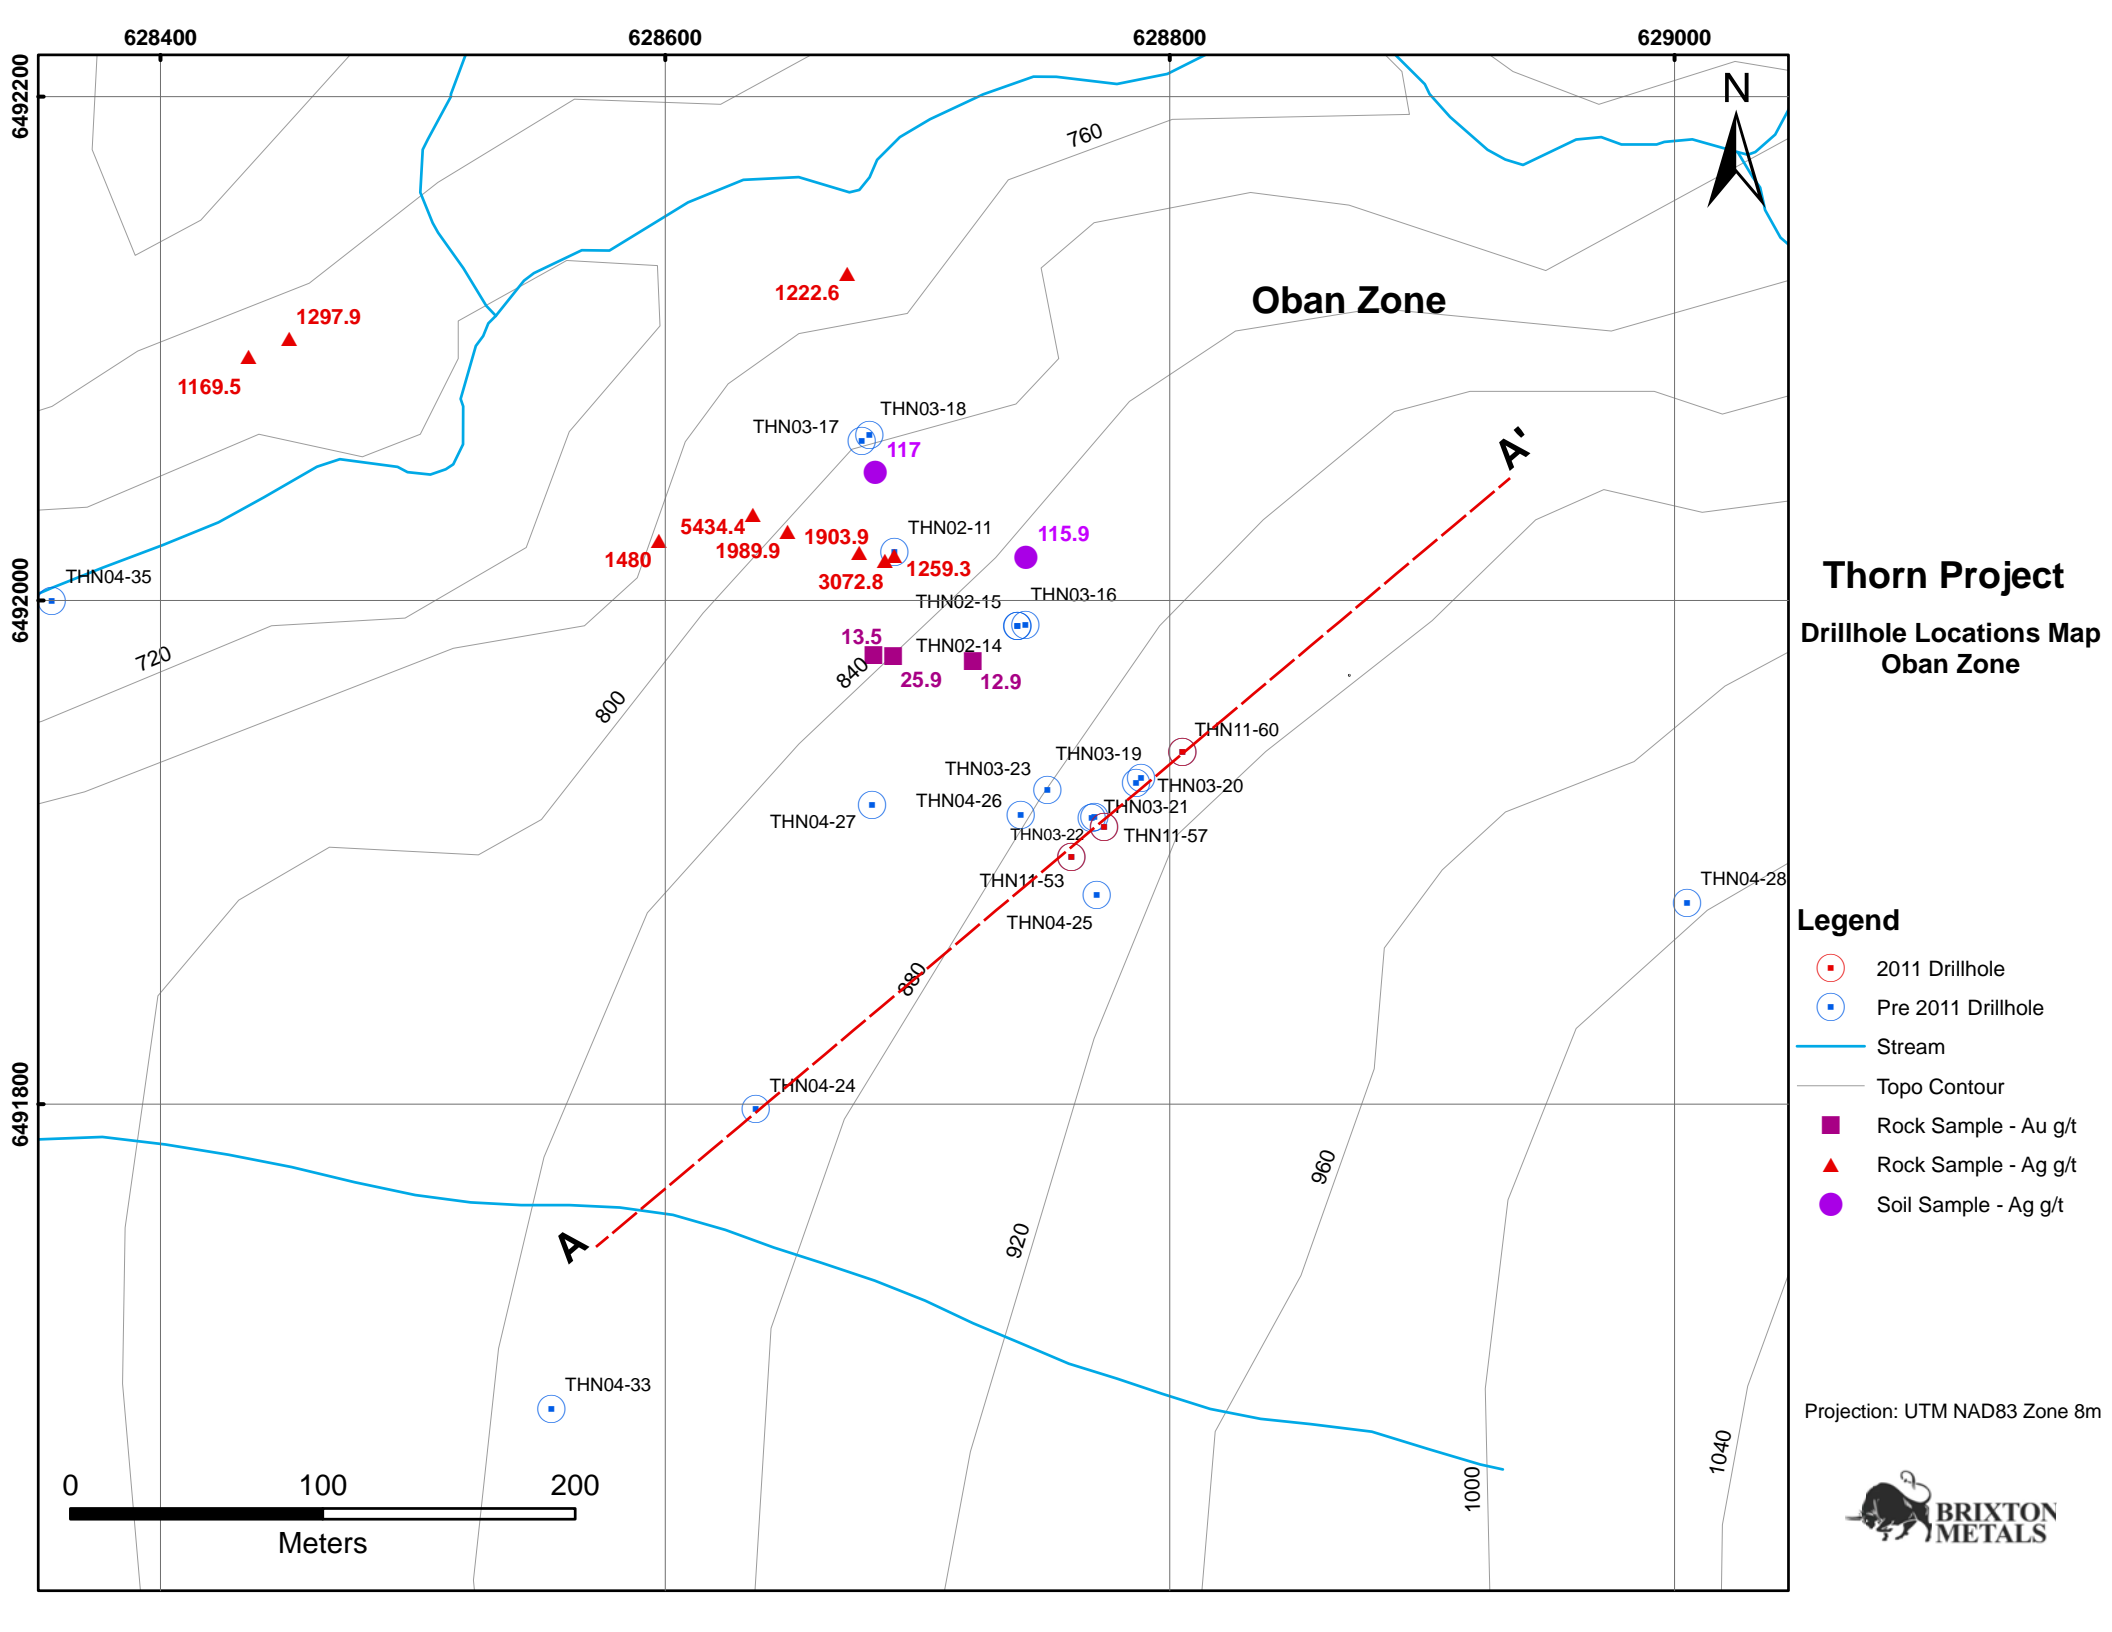 628400
628600
628800
629000
6492200
6492000
6491800
N
760
Oban Zone
1222.6
1297.9
1169.5
A'
THN03-18
THN03-17
117
5434.4
1989.9
1480
1903.9
THN02-11
115.9
3072.8
1259.3
THN04-35
THN02-15
THN03-16
THN02-14
13.5
25.9
12.9
720
800
840
THN11-60
THN03-19
THN03-23
THN03-20
THN04-26
THN03-21
THN04-27
THN03-22
THN11-57
THN11-53
THN04-25
THN04-28
880
THN04-24
960
920
A
THN04-33
1000
1040
0
100
200
Meters
Thorn Project
Drillhole Locations Map
Oban Zone
Legend
2011 Drillhole
Pre 2011 Drillhole
Stream
Topo Contour
Rock Sample - Au g/t
Rock Sample - Ag g/t
Soil Sample - Ag g/t
Projection: UTM NAD83 Zone 8m
BRIXTON
METALS